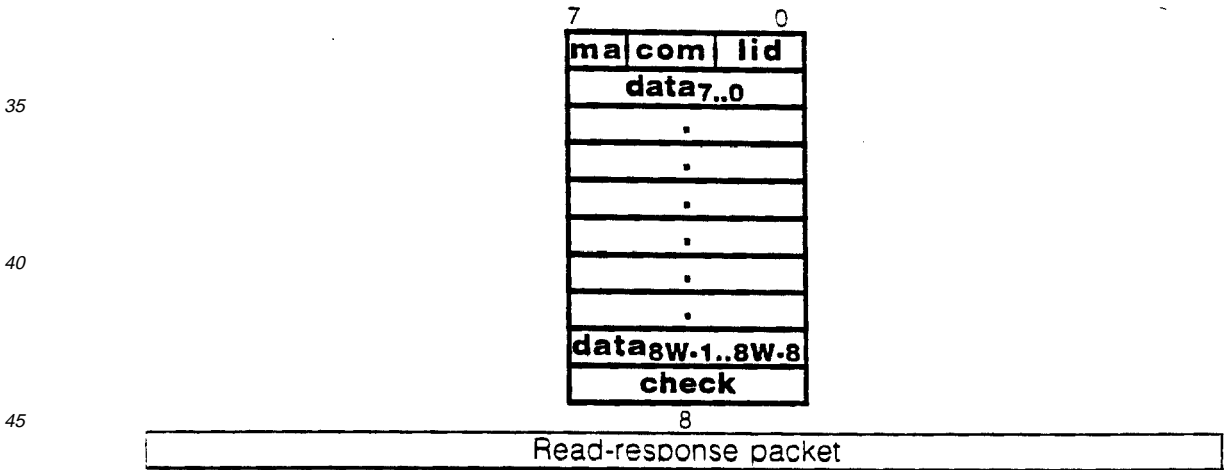 7 0
ma com lid
35
data7..0
.
.
.
.
40
.
.
data8W-1..8W-8
check
45
8
Read-response packet